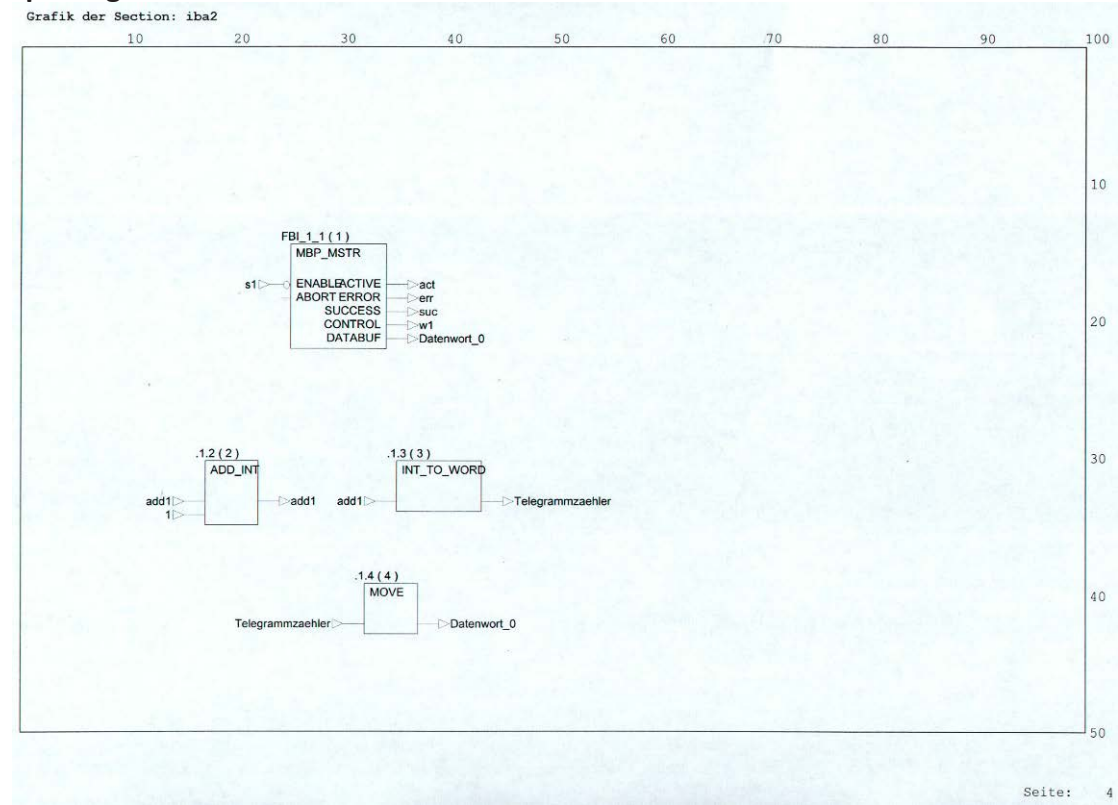 Grafik der Section: iba2
10 20 30 40 50 60 70 80 90 100
10
FBI_1_1 ( 1 )
MBP_MSTR
s1 ENABLE ACTIVE act
ABORT ERROR err
SUCCESS suc
CONTROL w1
20
DATABUF Datenwort_0
.1.2 ( 2 ) .1.3 ( 3 )
30
ADD_INT INT_TO_WORD
add1 add1 add1 Telegrammzaehler
1
.1.4 ( 4 )
MOVE
40
Telegrammzaehler Datenwort_0
50
Seite: 4